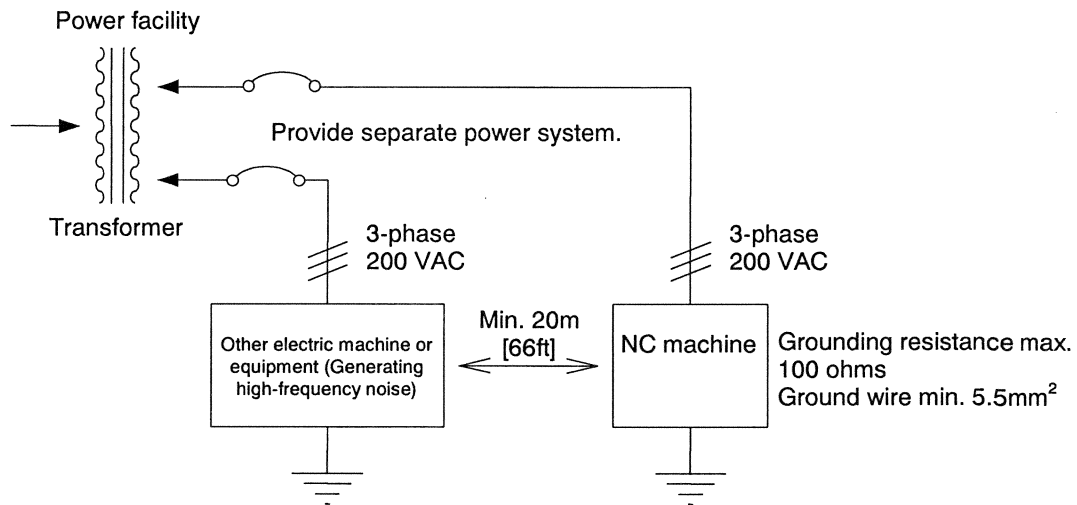 Power facility
Provide separate power system.
Transformer
3-phase
200 VAC
3-phase
200 VAC
Other electric machine or
equipment (Generating
high-frequency noise)
Min. 20m
[66ft]
NC machine
Grounding resistance max.
100 ohms
Ground wire min. 5.5mm²